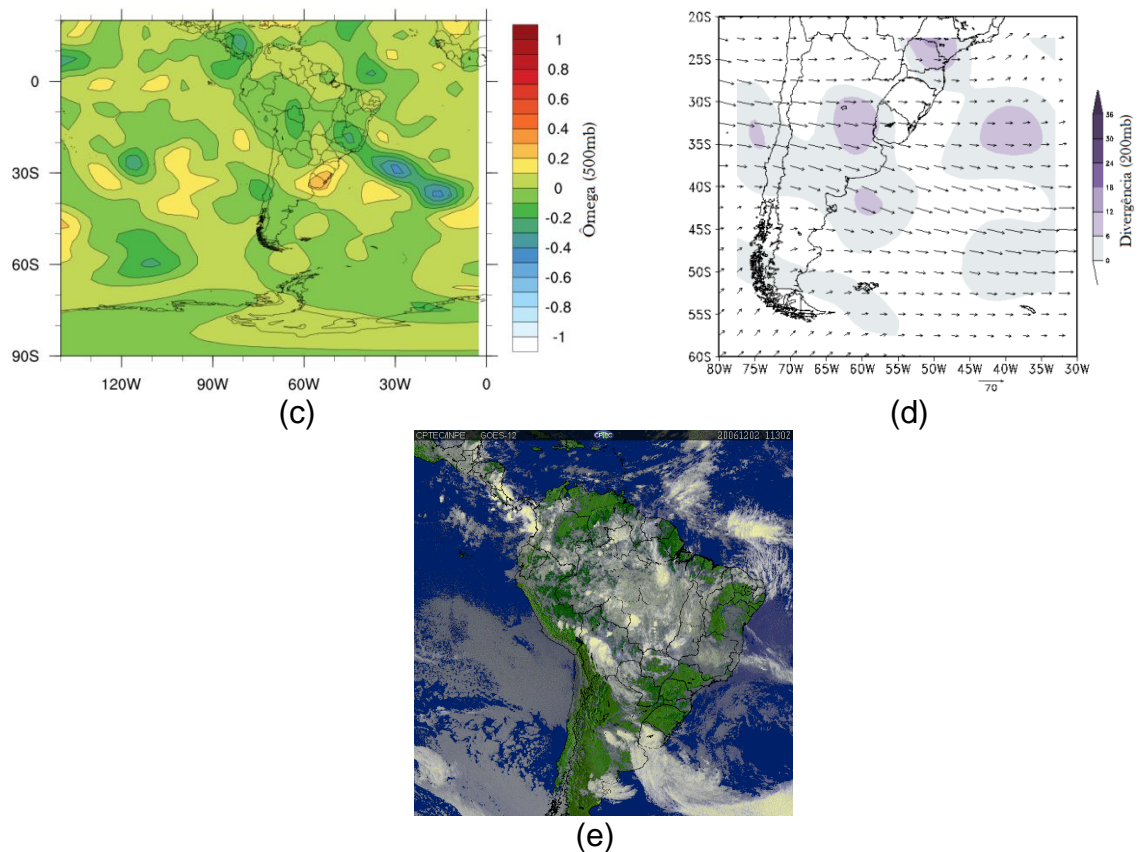 0
30S
60S
90S
120W
90W
60W
30W
0
1
0.8
0.6
0.4
0.2
0
-0.2
-0.4
-0.6
-0.8
-1
Ômega (500mb)
(c)
20S
25S
30S
35S
40S
45S
50S
55S
60S
80W
75W
70W
65W
60W
55W
50W
45W
40W
35W
30W
70
36
30
24
18
12
6
0
Divergência (200mb)
(d)
CPTEC/INPE GOES-12 CPTEC 20061202 1130Z
(e)